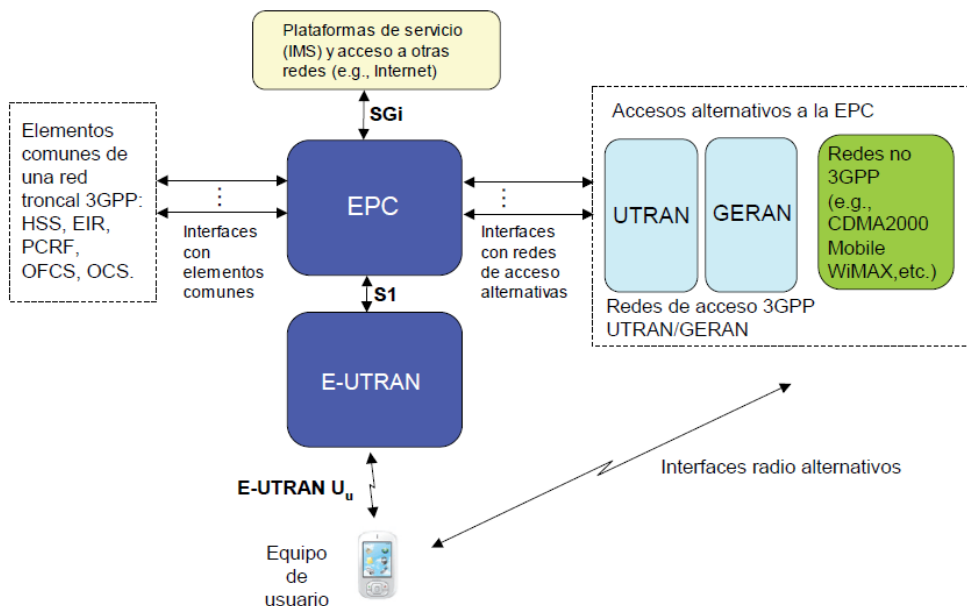 Plataformas de servicio
(IMS) y acceso a otras
redes (e.g., Internet)
SGi
Elementos
comunes de
una red
troncal 3GPP:
HSS, EIR,
PCRF,
OFCS, OCS.
Interfaces
con
elementos
comunes
EPC
Interfaces
con redes
de acceso
alternativas
Accesos alternativos a la EPC
UTRAN
GERAN
Redes no
3GPP
(e.g.,
CDMA2000
Mobile
WiMAX,etc.)
Redes de acceso 3GPP
UTRAN/GERAN
S1
E-UTRAN
E-UTRAN Uu
Interfaces radio alternativos
Equipo
de
usuario